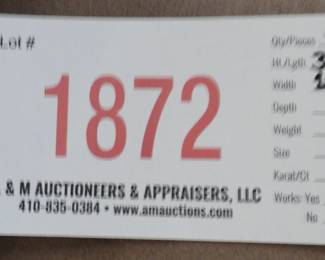 Lot #
1872
& M AUCTIONEERS & APPRAISERS, LLC
410-835-0384 • www.amauctions.com
Qty/Pieces
Ht./Lgth 3
Width
Depth
Weight
Size
Karat/Ct
Works: Yes
No